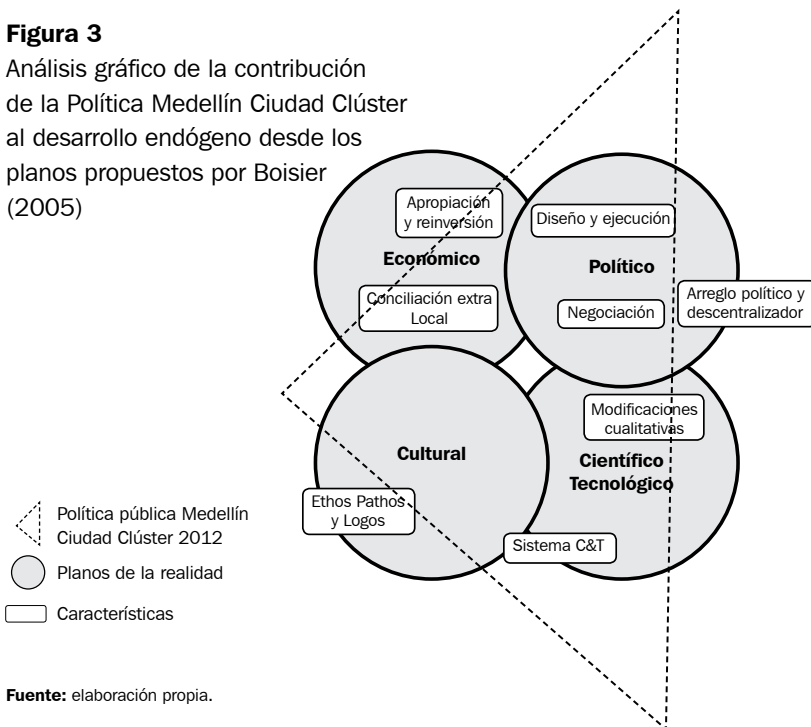 Figura 3
Análisis gráfico de la contribución
de la Política Medellín Ciudad Clúster
al desarrollo endógeno desde los
planos propuestos por Boisier
(2005)
Apropiación
y reinversión
Económico
Conciliación extra
Local
Diseño y ejecución
Político
Negociación
Arreglo político y
descentralizador
Cultural
Ethos Pathos
y Logos
Modificaciones
cualitativas
Científico
Tecnológico
Sistema C&T
Política pública Medellín
Ciudad Clúster 2012
Planos de la realidad
Características
Fuente: elaboración propia.